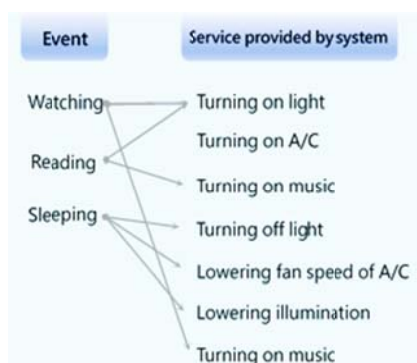 Event
Service provided by system
Watching
Turning on light
Turning on A/C
Reading
Turning on music
Sleeping
Turning off light
Lowering fan speed of A/C
Lowering illumination
Turning on music